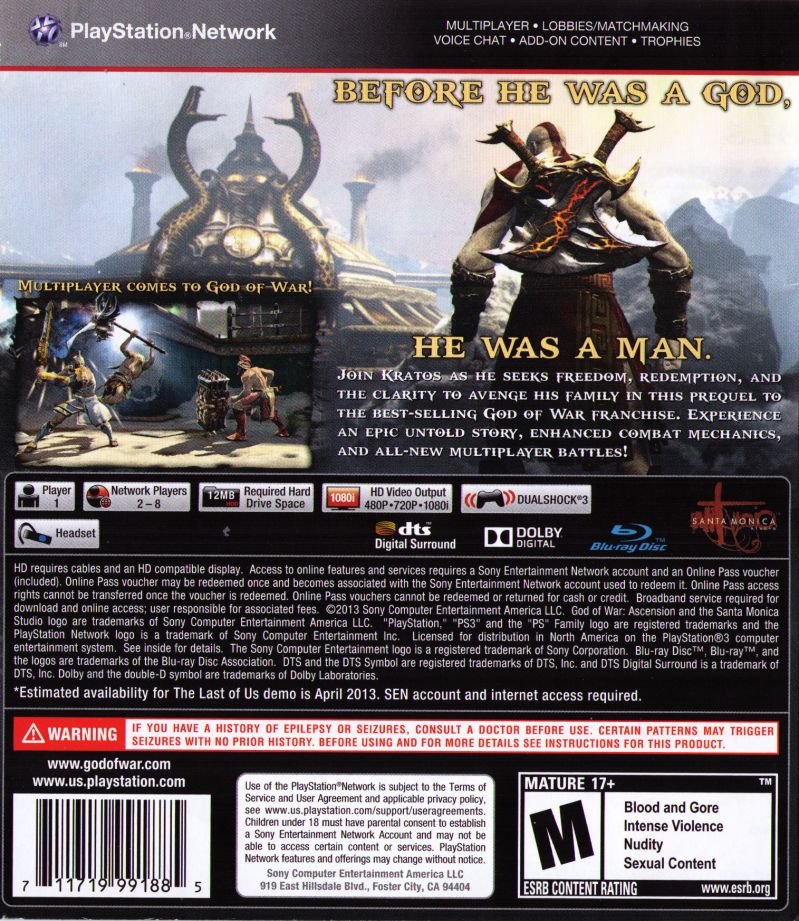 PlayStation®Network
SM
MULTIPLAYER • LOBBIES/MATCHMAKING
VOICE CHAT • ADD-ON CONTENT • TROPHIES
BEFORE HE WAS A GOD,
MULTIPLAYER COMES TO GOD OF WAR!
HE WAS A MAN.
JOIN KRATOS AS HE SEEKS FREEDOM, REDEMPTION, AND
THE CLARITY TO AVENGE HIS FAMILY IN THIS PREQUEL TO
THE BEST-SELLING GOD OF WAR FRANCHISE. EXPERIENCE
AN EPIC UNTOLD STORY, ENHANCED COMBAT MECHANICS,
AND ALL-NEW MULTIPLAYER BATTLES!
Player
1
Network Players
2 – 8
12MB
HDD
Required Hard
Drive Space
1080i
HD Video Output
480P•720P•1080i
DUALSHOCK®3
Headset
dts
Digital Surround
DOLBY
DIGITAL
Blu-ray Disc™
SANTA MONICA
STUDIO
HD requires cables and an HD compatible display. Access to online features and services requires a Sony Entertainment Network account and an Online Pass voucher
(included). Online Pass voucher may be redeemed once and becomes associated with the Sony Entertainment Network account used to redeem it. Online Pass access
rights cannot be transferred once the voucher is redeemed. Online Pass vouchers cannot be redeemed or returned for cash or credit. Broadband service required for
download and online access; user responsible for associated fees. ©2013 Sony Computer Entertainment America LLC. God of War: Ascension and the Santa Monica
Studio logo are trademarks of Sony Computer Entertainment America LLC. "PlayStation," "PS3" and the "PS" Family logo are registered trademarks and the
PlayStation Network logo is a trademark of Sony Computer Entertainment Inc. Licensed for distribution in North America on the PlayStation®3 computer
entertainment system. See inside for details. The Sony Computer Entertainment logo is a registered trademark of Sony Corporation. Blu-ray Disc™, Blu-ray™, and
the logos are trademarks of the Blu-ray Disc Association. DTS and the DTS Symbol are registered trademarks of DTS, Inc. and DTS Digital Surround is a trademark of
DTS, Inc. Dolby and the double-D symbol are trademarks of Dolby Laboratories.
*Estimated availability for The Last of Us demo is April 2013. SEN account and internet access required.
WARNING
IF YOU HAVE A HISTORY OF EPILEPSY OR SEIZURES, CONSULT A DOCTOR BEFORE USE. CERTAIN PATTERNS MAY TRIGGER
SEIZURES WITH NO PRIOR HISTORY. BEFORE USING AND FOR MORE DETAILS SEE INSTRUCTIONS FOR THIS PRODUCT.
www.godofwar.com
www.us.playstation.com
7 11719 99188 5
Use of the PlayStation®Network is subject to the Terms of
Service and User Agreement and applicable privacy policy,
see www.us.playstation.com/support/useragreements.
Children under 18 must have parental consent to establish
a Sony Entertainment Network Account and may not be
able to access certain content or services. PlayStation
Network features and offerings may change without notice.
Sony Computer Entertainment America LLC
919 East Hillsdale Blvd., Foster City, CA 94404
MATURE 17+
TM
M
Blood and Gore
Intense Violence
Nudity
Sexual Content
ESRB CONTENT RATING
www.esrb.org